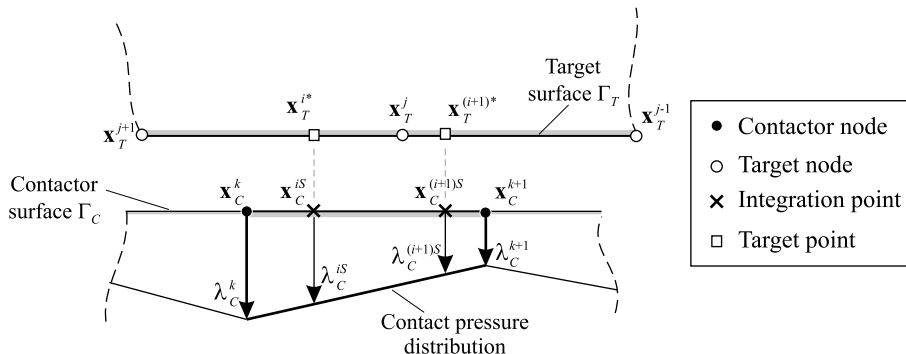 Target
surface Γ_T
x_T^{i*}
x_T^j
x_T^{(i+1)*}
x_T^{j+1}
x_T^{j-1}
Contactor
surface Γ_C
x_C^k
x_C^{iS}
x_C^{(i+1)S}
x_C^{k+1}
λ_C^k
λ_C^{iS}
λ_C^{(i+1)S}
λ_C^{k+1}
Contact pressure
distribution
Contactor node
Target node
Integration point
Target point